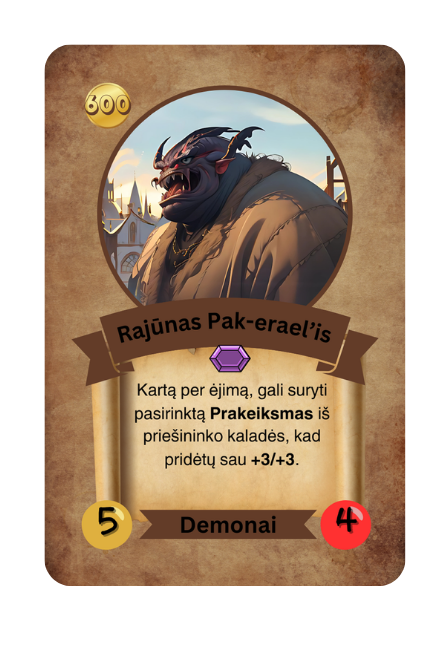 600
Rajūnas Pak-erael’is
Kartą per ėjimą, gali suryti
pasirinktą Prakeiksmas iš
priešininko kaladės, kad
pridėtų sau +3/+3.
5
Demonai
4